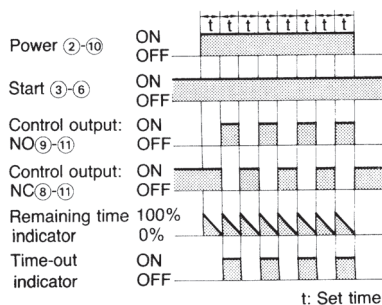 t t t t t t t t
Power ②-⑩ ON
OFF
Start ③-⑥ ON
OFF
Control output: ON
NO⑨-⑪ OFF
Control output: ON
NC⑧-⑪ OFF
Remaining time 100%
indicator 0%
Time-out ON
indicator OFF
t: Set time